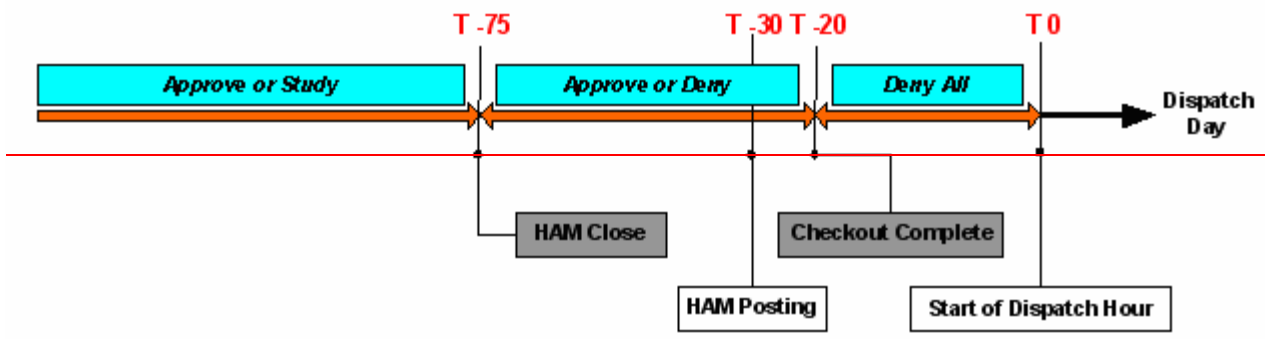 T -75
T -30
T -20
T 0
Approve or Study
Approve or Deny
Deny All
Dispatch
Day
HAM Close
Checkout Complete
HAM Posting
Start of Dispatch Hour